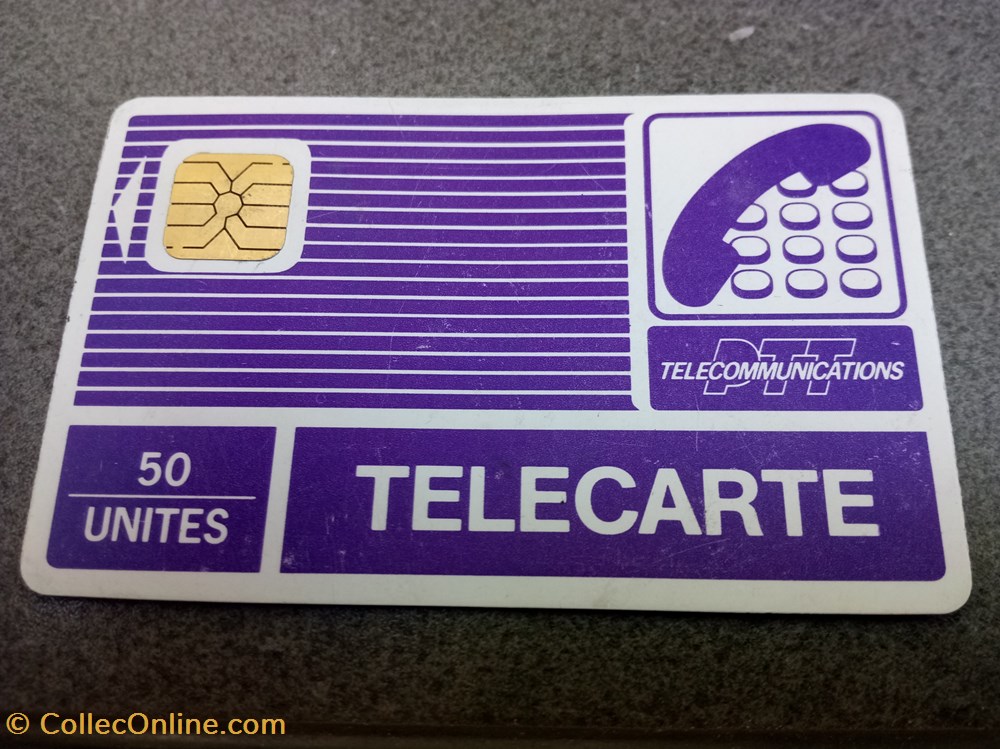 PTT
TELECOMMUNICATIONS
50
UNITES
TELECARTE
© CollecOnline.com